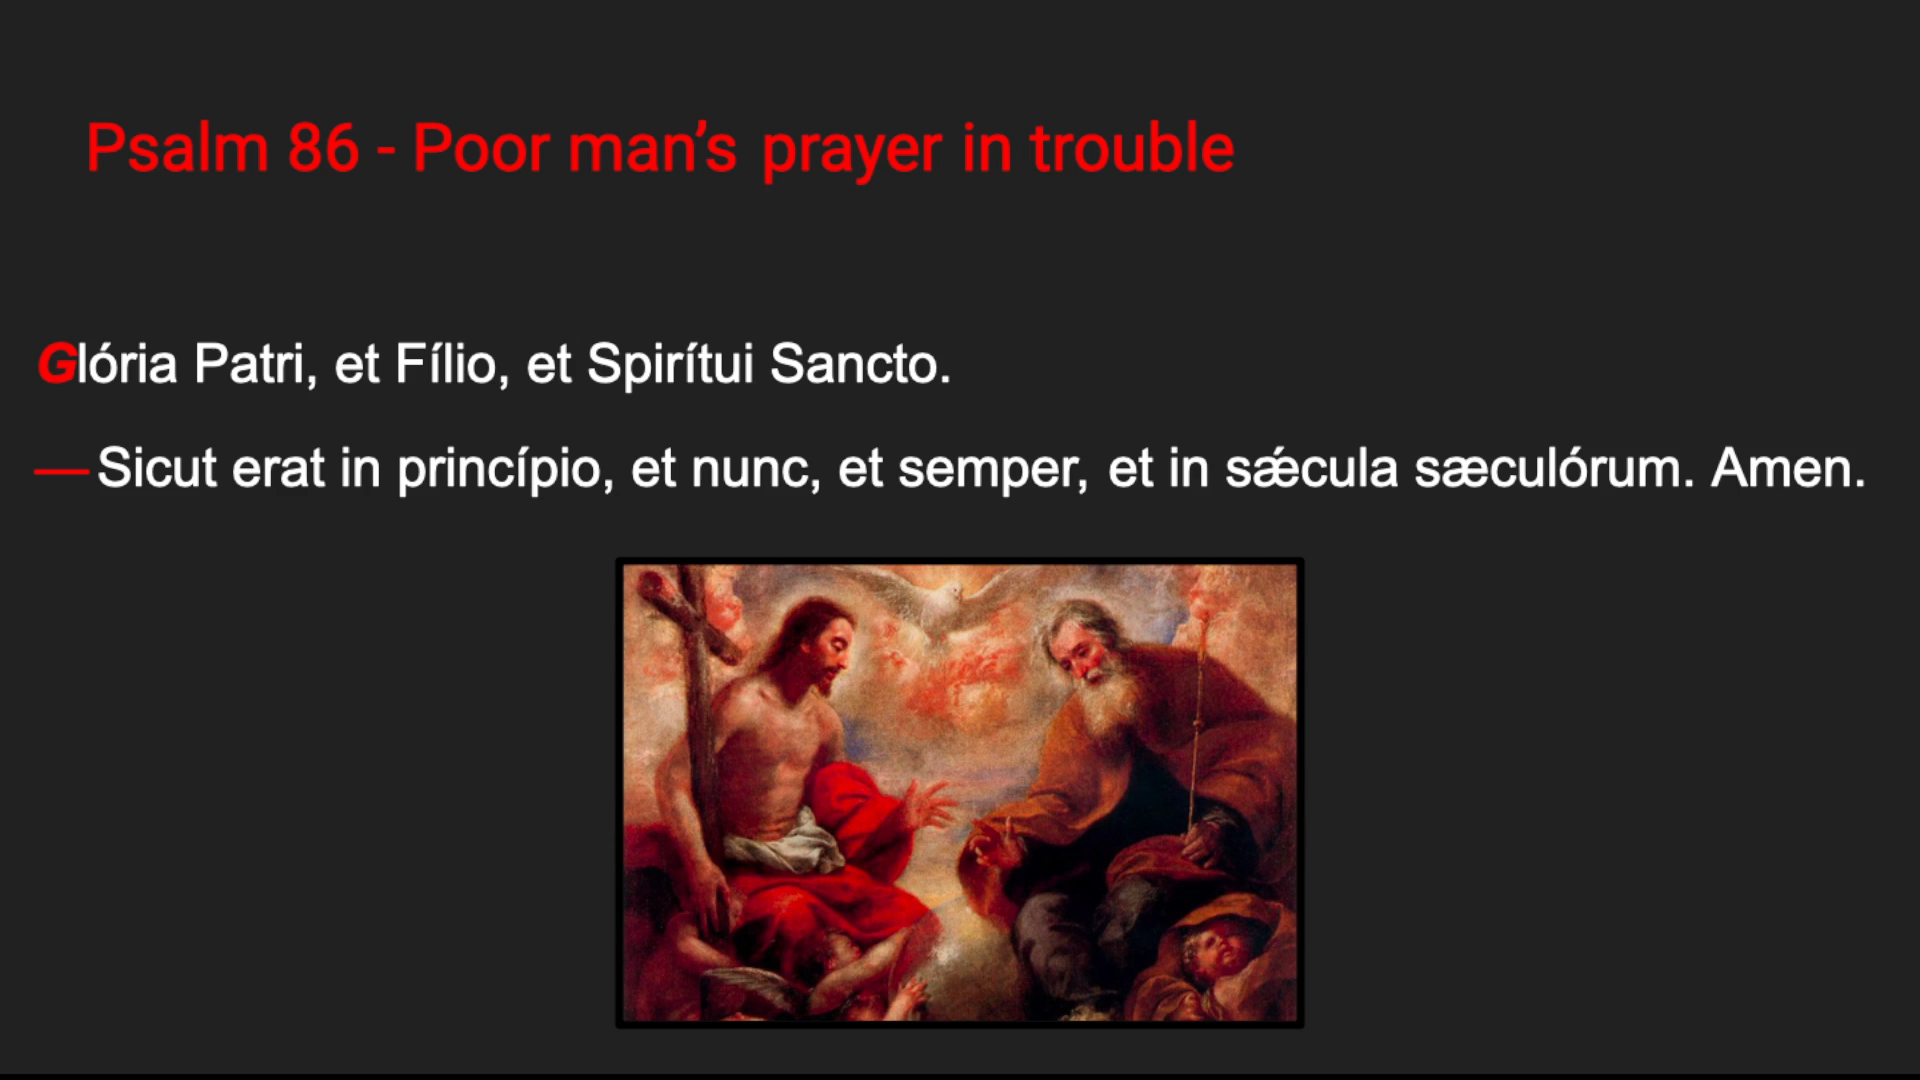 Psalm 86 - Poor man’s prayer in trouble
Glória Patri, et Fílio, et Spirítui Sancto.
— Sicut erat in princípio, et nunc, et semper, et in sǽcula sæculórum. Amen.